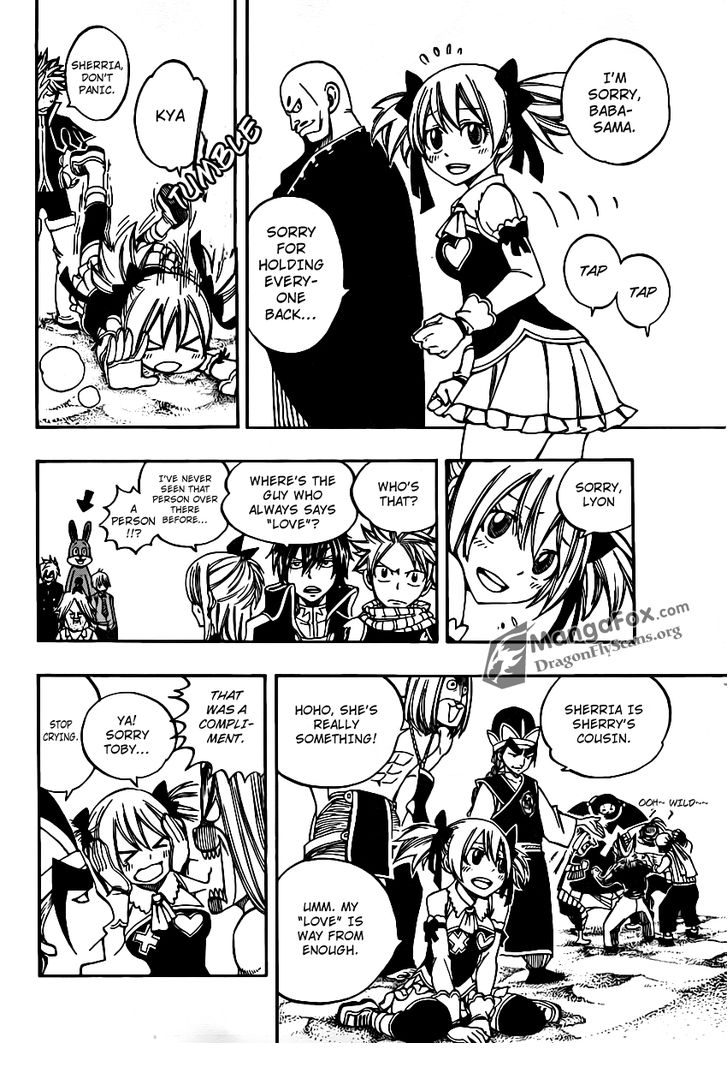 I'M
SORRY,
BABA-
SAMA.
TAP
TAP
SORRY
FOR
HOLDING
EVERY-
ONE
BACK...
KYA
TUMBLE
SHERRIA,
DON'T
PANIC.
SORRY,
LYON
WHO'S
THAT?
WHERE'S THE
GUY WHO
ALWAYS SAYS
"LOVE"?
I'VE NEVER
SEEN THAT
PERSON OVER
THERE
BEFORE...
A
PERSON
!!?
MangaFox.com
DragonFlyScans.org
SHERRIA IS
SHERRY'S
COUSIN.
OOH~ WILD~~
HOHO, SHE'S
REALLY
SOMETHING!
UMM. MY
"LOVE" IS
WAY FROM
ENOUGH.
THAT
WAS A
COMPLI-
MENT.
YA!
SORRY
TOBY...
STOP
CRYING.